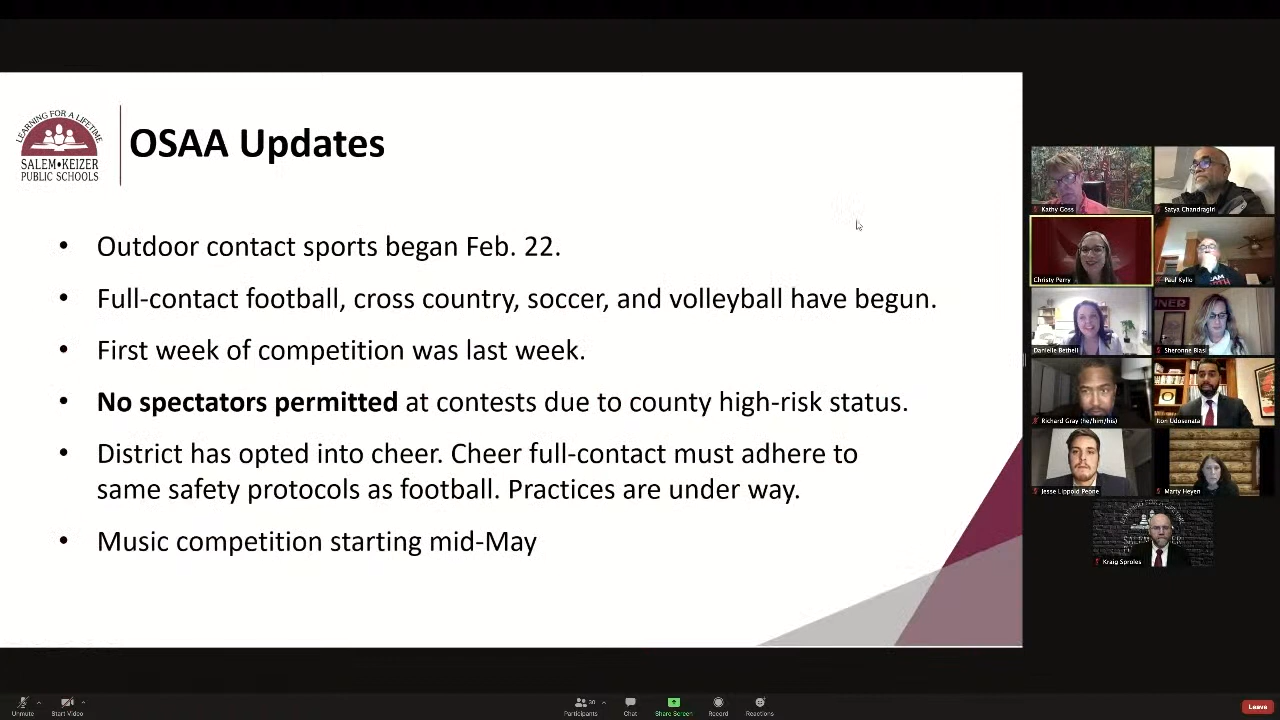 LEARNING FOR A LIFETIME
SALEM•KEIZER
PUBLIC SCHOOLS
OSAA Updates
• Outdoor contact sports began Feb. 22.
• Full-contact football, cross country, soccer, and volleyball have begun.
• First week of competition was last week.
• No spectators permitted at contests due to county high-risk status.
• District has opted into cheer. Cheer full-contact must adhere to
same safety protocols as football. Practices are under way.
• Music competition starting mid-May
Kathy Goss
Satya Chandragiri
Christy Perry
Paul Kyllo
Danielle Bethell
Sheronne Blasi
Richard Gray (he/him/his)
Ron Udosenata
Jesse Lippold Peone
Marty Heyen
Kraig Sproles
Unmute
Start Video
30
Participants
Chat
Share Screen
Record
Reactions
Leave